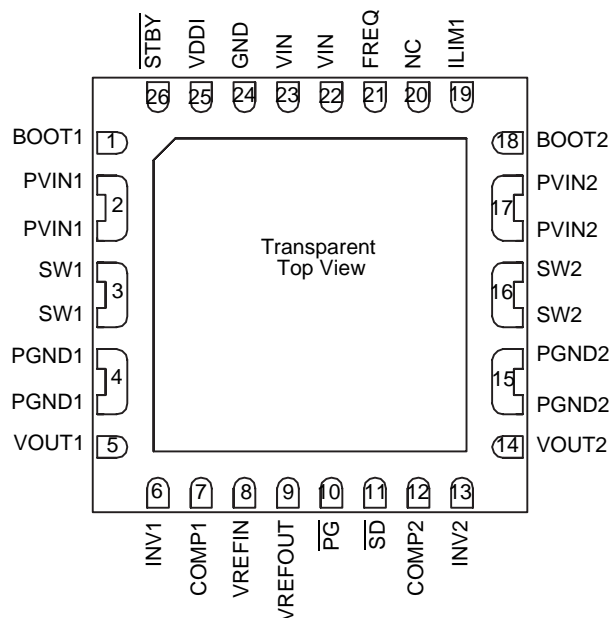 STBY
VDDI
GND
VIN
VIN
FREQ
NC
ILIM1
26
25
24
23
22
21
20
19
BOOT1
1
18
BOOT2
PVIN1
2
PVIN1
17
PVIN2
PVIN2
Transparent
Top View
SW1
3
SW1
16
SW2
SW2
PGND1
4
PGND1
15
PGND2
PGND2
VOUT1
5
14
VOUT2
6
7
8
9
10
11
12
13
INV1
COMP1
VREFIN
VREFOUT
PG
SD
COMP2
INV2